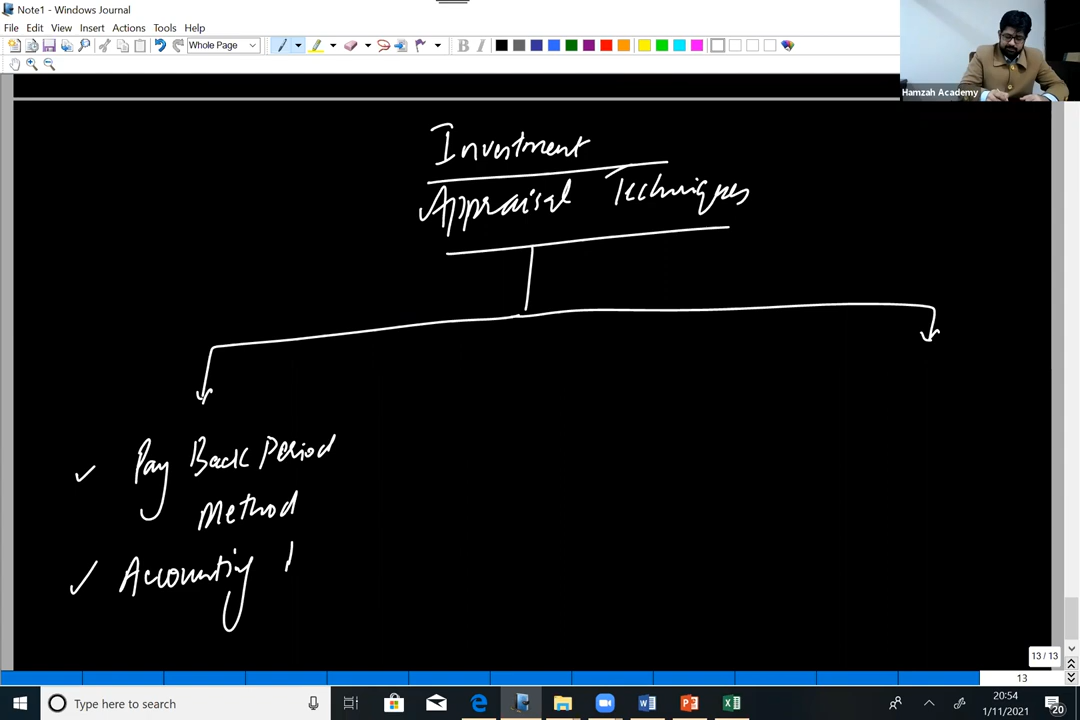 Note1 - Windows Journal
File Edit View Insert Actions Tools Help
Whole Page
B I
Hamzah Academy
Investment
Appraisal Techniques
✓ Pay Back Period
Method
✓ Accounting
13 / 13
13
Type here to search
20:54
1/11/2021
20